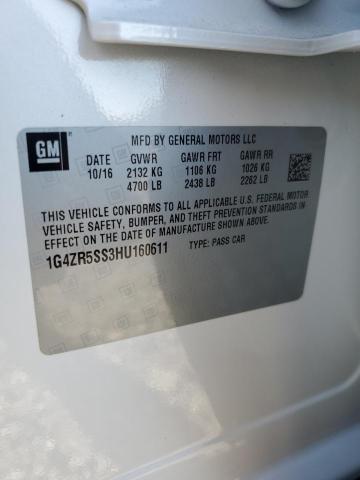 GM
MFD BY GENERAL MOTORS LLC
DATE GVWR GAWR FRT GAWR RR
10/16 2132 KG 1106 KG 1026 KG
4700 LB 2438 LB 2262 LB
THIS VEHICLE CONFORMS TO ALL APPLICABLE U.S. FEDERAL MOTOR
VEHICLE SAFETY, BUMPER, AND THEFT PREVENTION STANDARDS
IN EFFECT ON THE DATE OF MANUFACTURE SHOWN ABOVE.
1G4ZR5SS3HU160611 TYPE: PASS CAR